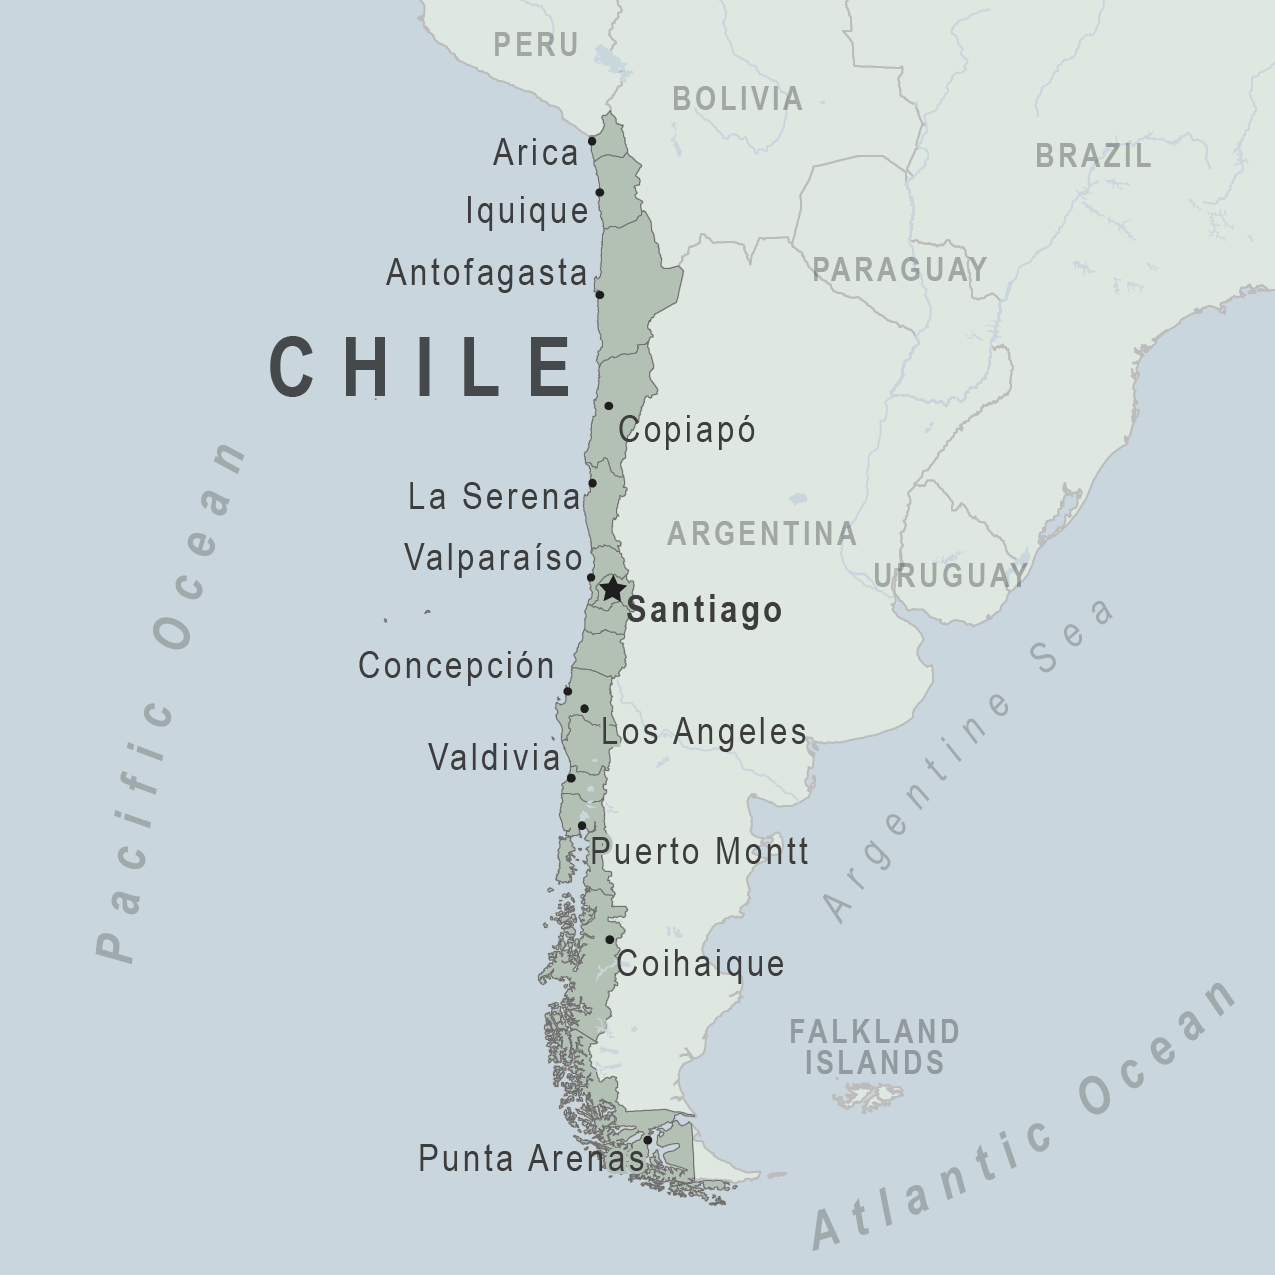 PERU
BOLIVIA
BRAZIL
Arica
Iquique
Antofagasta
PARAGUAY
CHILE
Copiapó
La Serena
ARGENTINA
Valparaíso
URUGUAY
Santiago
Pacific Ocean
Concepción
Argentine Sea
Los Angeles
Valdivia
Puerto Montt
Coihaique
FALKLAND
ISLANDS
Atlantic Ocean
Punta Arenas